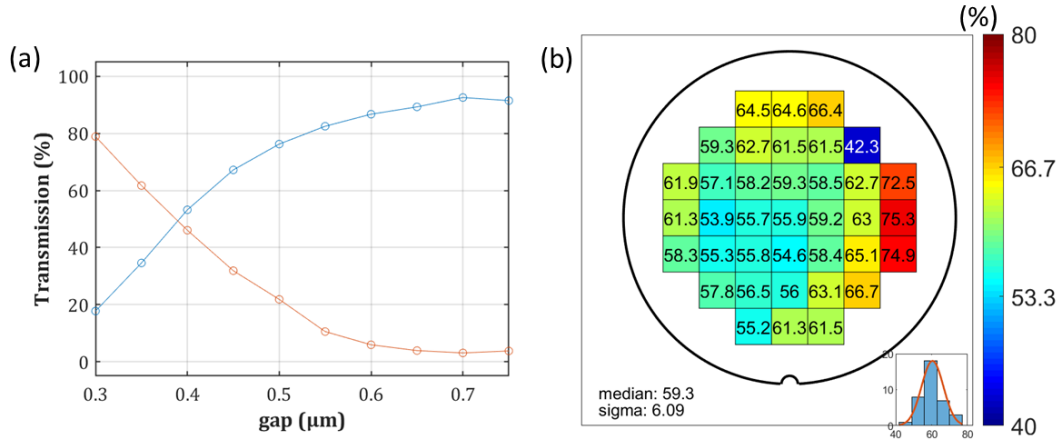 (a)
100
80
60
40
20
0
Transmission (%)
0.3 0.4 0.5 0.6 0.7
gap (μm)
(b)
(%)
64.5 64.6 66.4
59.3 62.7 61.5 61.5 42.3
61.9 57.1 58.2 59.3 58.5 62.7 72.5
61.3 53.9 55.7 55.9 59.2 63 75.3
58.3 55.3 55.8 54.6 58.4 65.1 74.9
57.8 56.5 56 63.1 66.7
55.2 61.3 61.5
median: 59.3
sigma: 6.09
20
10
0
40 60 80
80
66.7
53.3
40